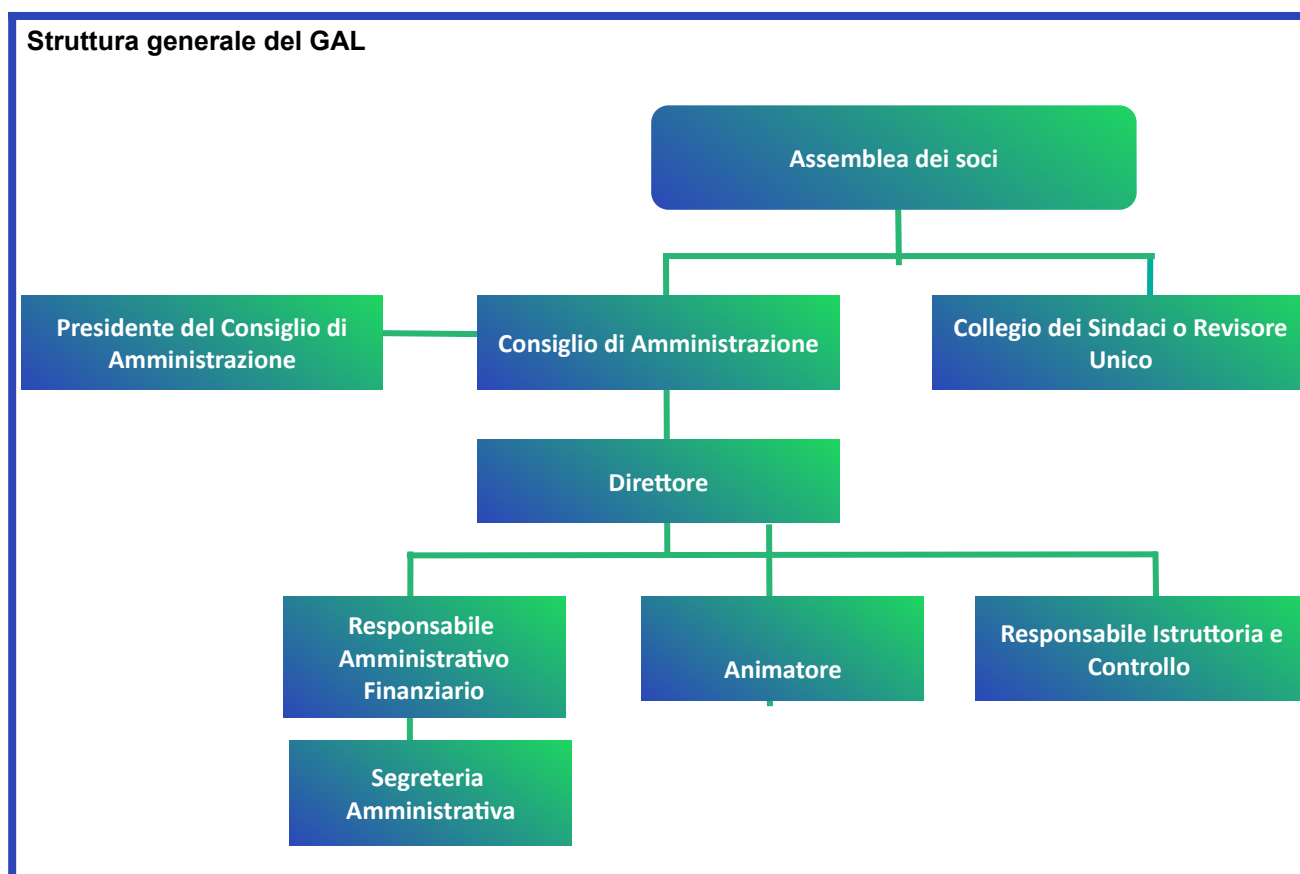 Struttura generale del GAL
Assemblea dei soci
Presidente del Consiglio di
Amministrazione
Consiglio di Amministrazione
Collegio dei Sindaci o Revisore
Unico
Direttore
Responsabile
Amministrativo
Finanziario
Animatore
Responsabile Istruttoria e
Controllo
Segreteria
Amministrativa